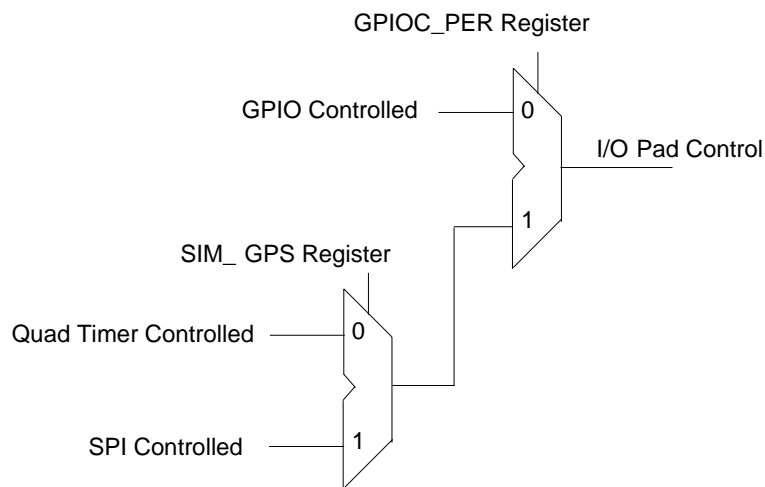 GPIOC_PER Register
GPIO Controlled
0
I/O Pad Control
1
SIM_ GPS Register
Quad Timer Controlled
0
SPI Controlled
1